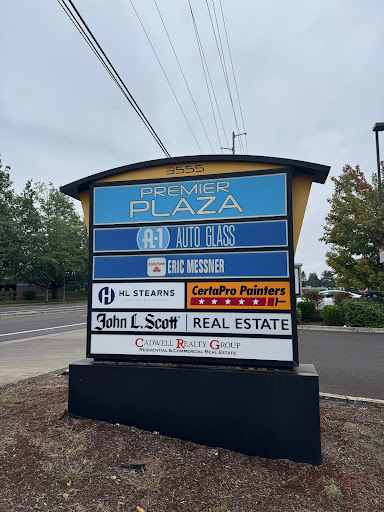 3555
PREMIER
PLAZA
A-1 AUTO GLASS
State Farm ERIC MESSNER
H HL STEARNS
CertaPro Painters
John L. Scott REAL ESTATE
CADWELL REALTY GROUP
RESIDENTIAL & COMMERCIAL REAL ESTATE